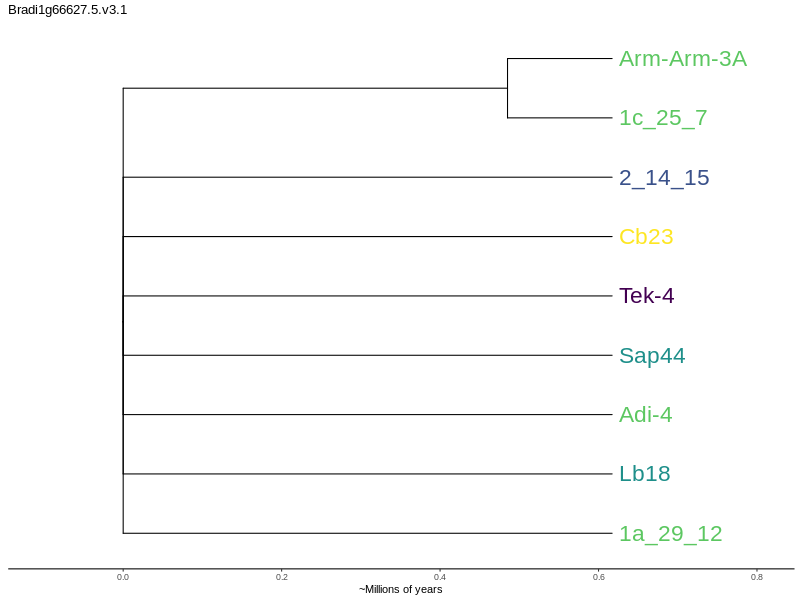 Bradi1g66627.5.v3.1
Arm-Arm-3A
1c_25_7
2_14_15
Cb23
Tek-4
Sap44
Adi-4
Lb18
1a_29_12
0.0 0.2 0.4 0.6 0.8
~Millions of years